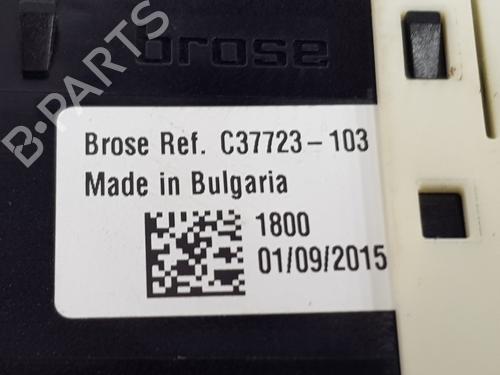 brose
B-PARTS
Brose Ref. C37723-103
Made in Bulgaria
1800
01/09/2015